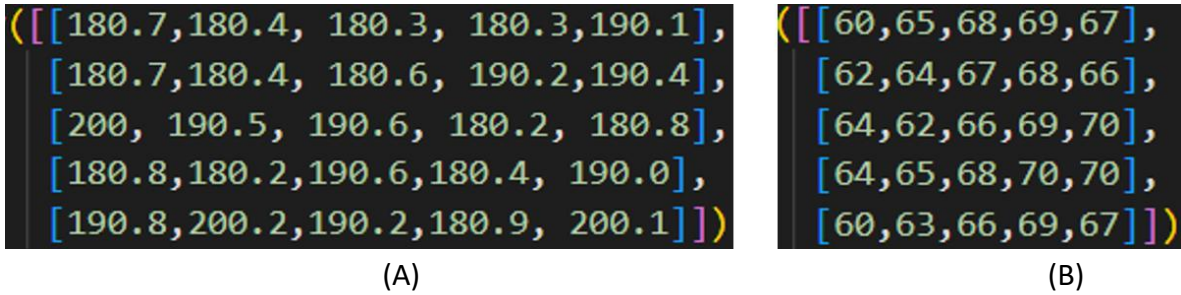 ([[180.7,180.4, 180.3, 180.3,190.1],
[180.7,180.4, 180.6, 190.2,190.4],
[200, 190.5, 190.6, 180.2, 180.8],
[180.8,180.2,190.6,180.4, 190.0],
[190.8,200.2,190.2,180.9, 200.1]])
(A)
([[60,65,68,69,67],
[62,64,67,68,66],
[64,62,66,69,70],
[64,65,68,70,70],
[60,63,66,69,67]])
(B)